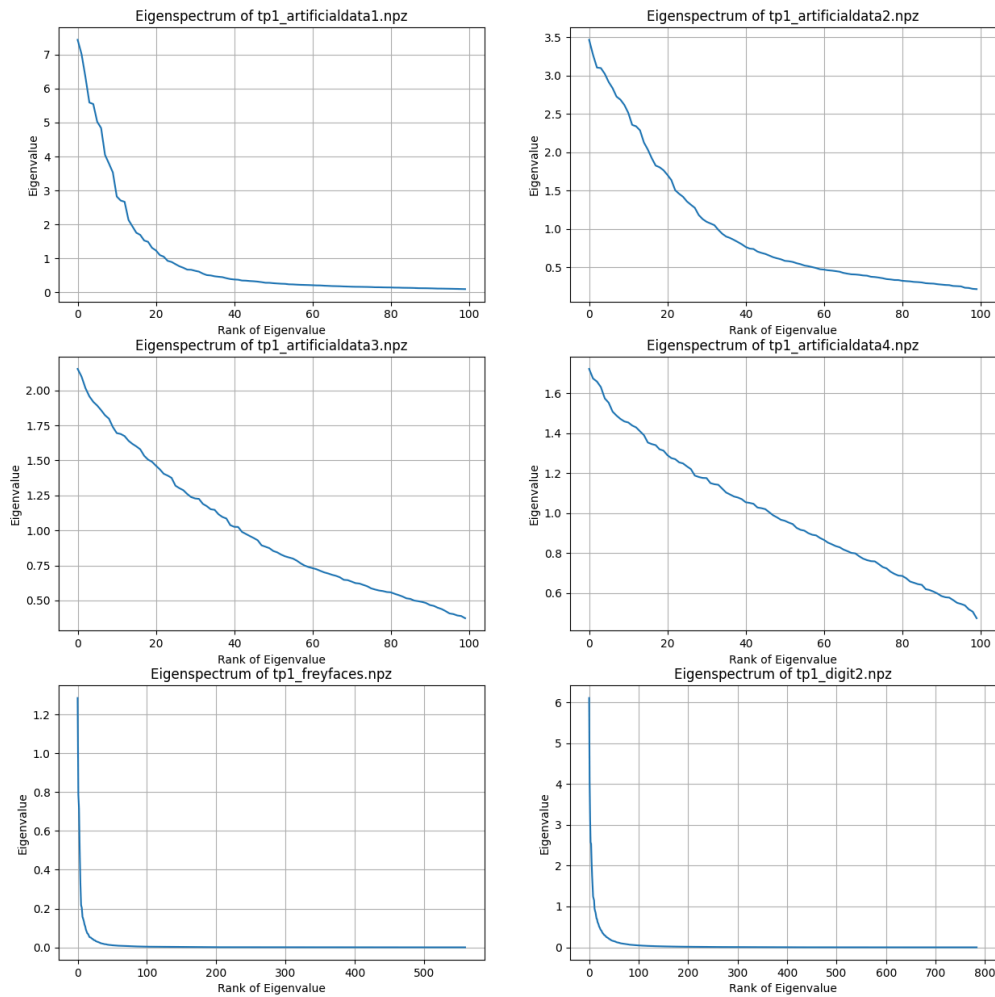 Eigenspectrum of tp1_artificialdata1.npz
7
6
5
4
3
2
1
0
Eigenvalue
0 20 40 60 80 100
Rank of Eigenvalue
Eigenspectrum of tp1_artificialdata2.npz
3.5
3.0
2.5
2.0
1.5
1.0
0.5
Eigenvalue
0 20 40 60 80 100
Rank of Eigenvalue
Eigenspectrum of tp1_artificialdata3.npz
2.00
1.75
1.50
1.25
1.00
0.75
0.50
Eigenvalue
0 20 40 60 80 100
Rank of Eigenvalue
Eigenspectrum of tp1_artificialdata4.npz
1.6
1.4
1.2
1.0
0.8
0.6
Eigenvalue
0 20 40 60 80 100
Rank of Eigenvalue
Eigenspectrum of tp1_freyfaces.npz
1.2
1.0
0.8
0.6
0.4
0.2
0.0
Eigenvalue
0 100 200 300 400 500
Rank of Eigenvalue
Eigenspectrum of tp1_digit2.npz
6
5
4
3
2
1
0
Eigenvalue
0 100 200 300 400 500 600 700 800
Rank of Eigenvalue